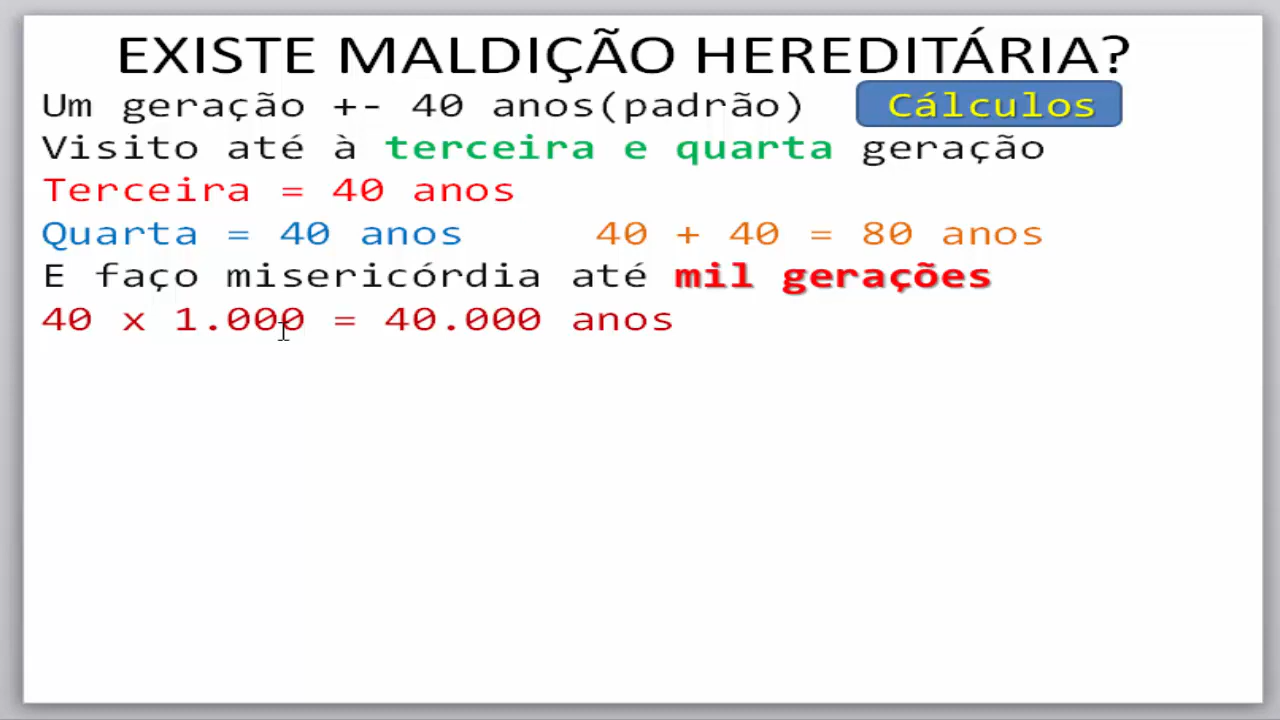 EXISTE MALDIÇÃO HEREDITÁRIA?
Um geração +- 40 anos(padrão) Cálculos
Visito até à terceira e quarta geração
Terceira = 40 anos
Quarta = 40 anos 40 + 40 = 80 anos
E faço misericórdia até mil gerações
40 x 1.000 = 40.000 anos